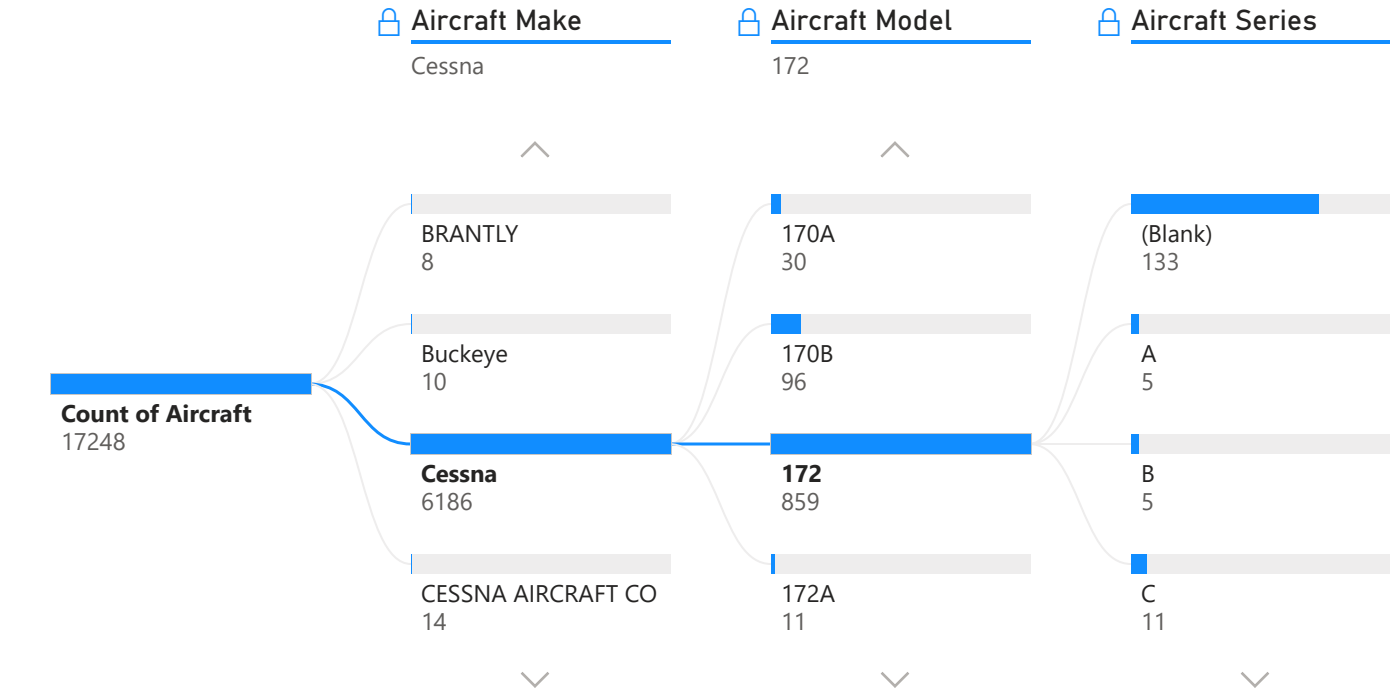 Aircraft Make
Cessna
Aircraft Model
172
Aircraft Series
Count of Aircraft
17248
BRANTLY
8
Buckeye
10
Cessna
6186
CESSNA AIRCRAFT CO
14
170A
30
170B
96
172
859
172A
11
(Blank)
133
A
5
B
5
C
11